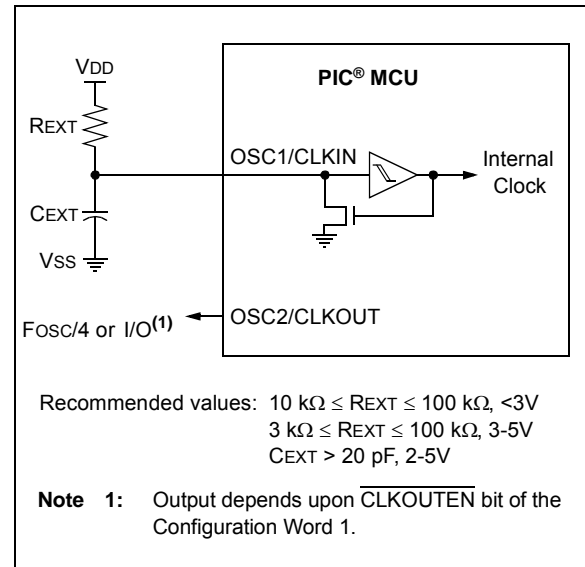 VDD
PIC® MCU
REXT
OSC1/CLKIN
Internal
Clock
CEXT
VSS
OSC2/CLKOUT
FOSC/4 or I/O(1)
Recommended values: 10 kΩ ≤ REXT ≤ 100 kΩ, <3V
3 kΩ ≤ REXT ≤ 100 kΩ, 3-5V
CEXT > 20 pF, 2-5V
Note 1: Output depends upon CLKOUTEN bit of the
Configuration Word 1.